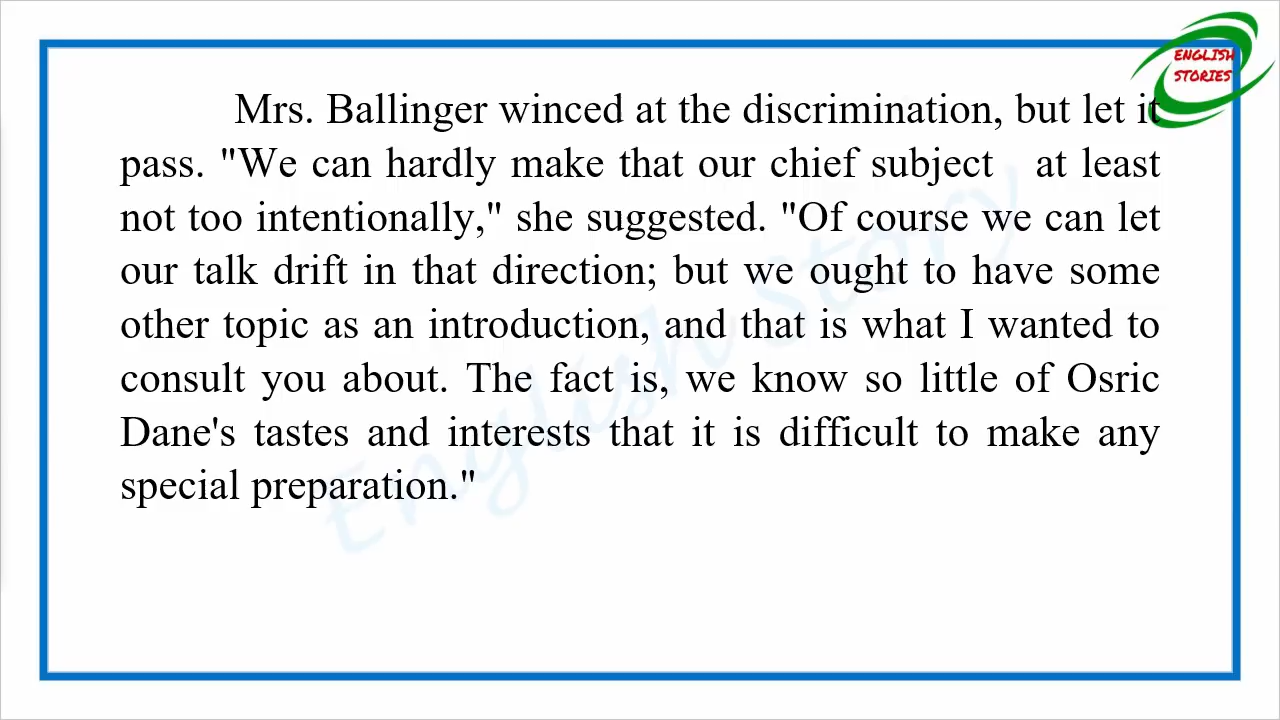 ENGLISH
STORIES
Mrs. Ballinger winced at the discrimination, but let it
pass. "We can hardly make that our chief subject at least
not too intentionally," she suggested. "Of course we can let
our talk drift in that direction; but we ought to have some
other topic as an introduction, and that is what I wanted to
consult you about. The fact is, we know so little of Osric
Dane's tastes and interests that it is difficult to make any
special preparation."
English Story